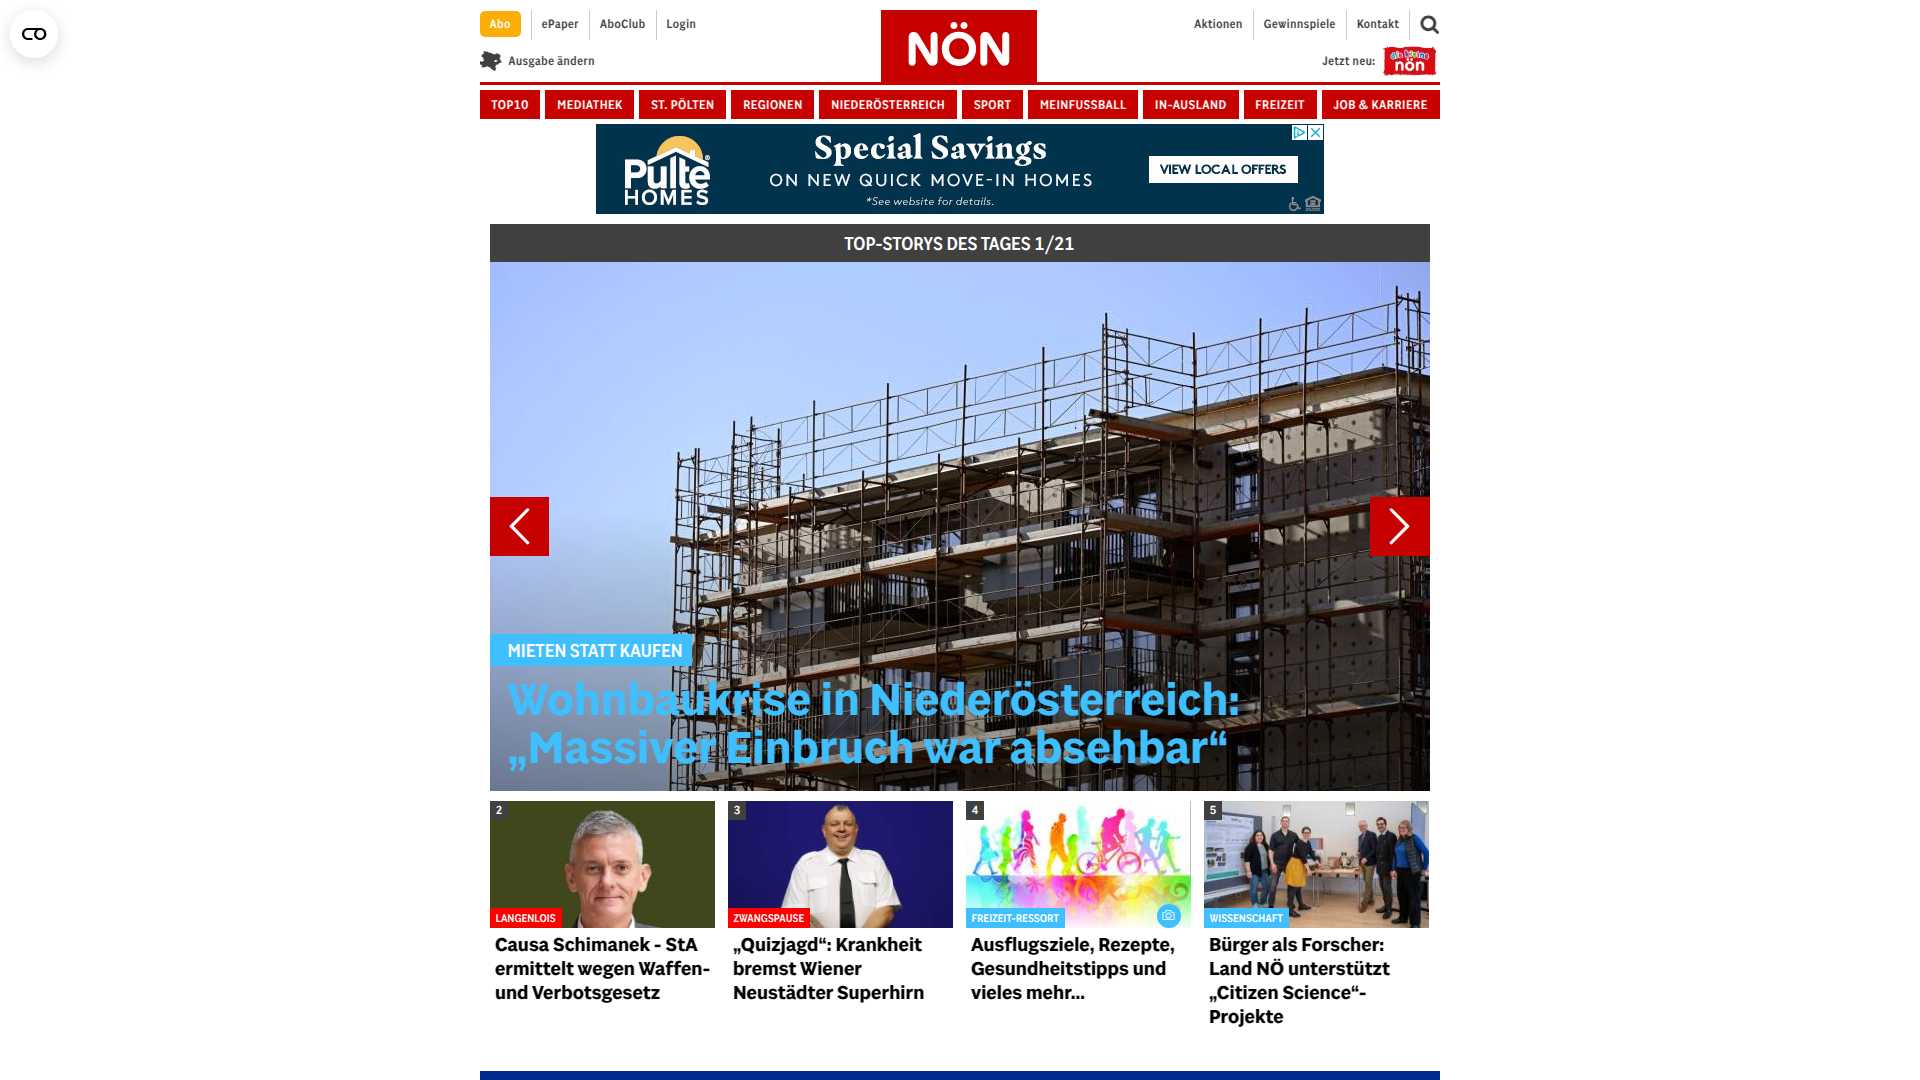 Abo
ePaper
AboClub
Login
NÖN
Aktionen
Gewinnspiele
Kontakt
Ausgabe ändern
Jetzt neu:
die kleine
nön
TOP10
MEDIATHEK
ST. PÖLTEN
REGIONEN
NIEDERÖSTERREICH
SPORT
MEINFUSSBALL
IN-AUSLAND
FREIZEIT
JOB & KARRIERE
Pulte
HOMES
Special Savings
ON NEW QUICK MOVE-IN HOMES
*See website for details.
VIEW LOCAL OFFERS
TOP-STORYS DES TAGES 1/21
MIETEN STATT KAUFEN
Wohnbaukrise in Niederösterreich:
„Massiver Einbruch war absehbar“
2
LANGENLOIS
Causa Schimanek - StA
ermittelt wegen Waffen-
und Verbotsgesetz
3
ZWANGSPAUSE
„Quizjagd“: Krankheit
bremst Wiener
Neustädter Superhirn
4
FREIZEIT-RESSORT
Ausflugsziele, Rezepte,
Gesundheitstipps und
vieles mehr...
5
WISSENSCHAFT
Bürger als Forscher:
Land NÖ unterstützt
„Citizen Science“-
Projekte